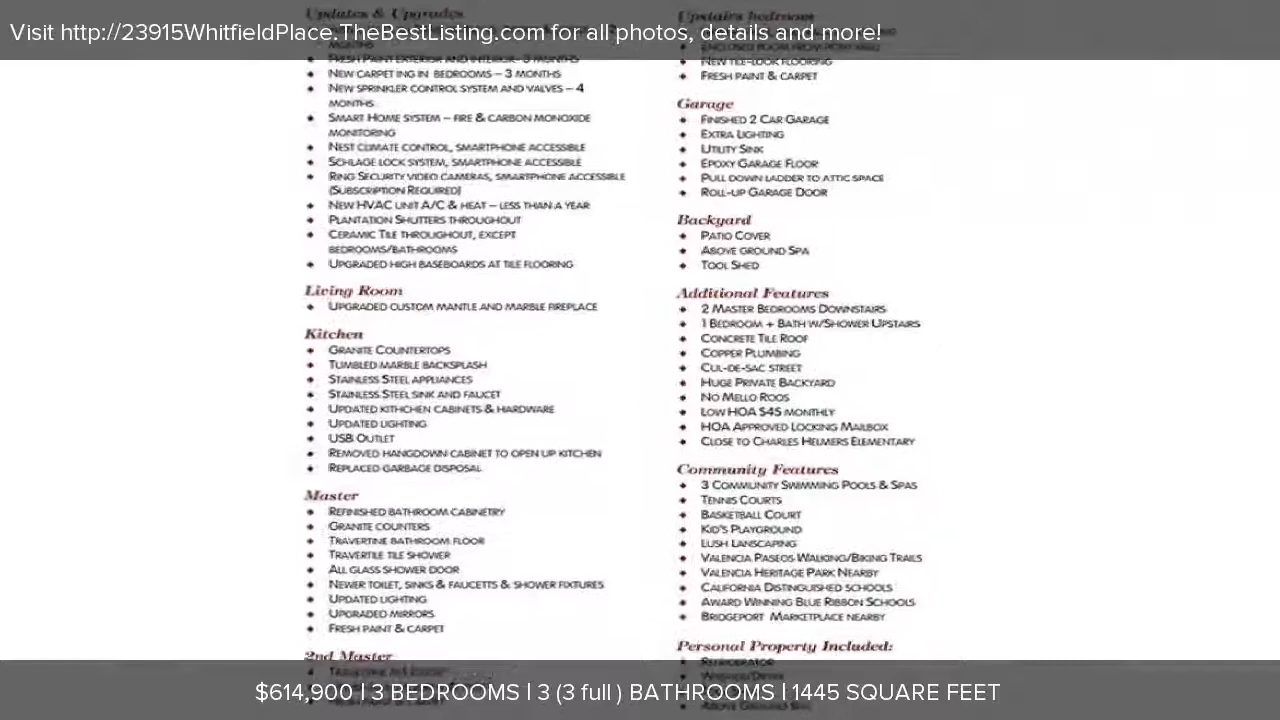 Visit http://23915WhitfieldPlace.TheBestListing.com for all photos, details and more!
Updates & Upgrades
MONTHS
FRESH PAINT EXTERIOR AND INTERIOR- 3 MONTHS
NEW CARPET ING IN BEDROOMS – 3 MONTHS
NEW SPRINKLER CONTROL SYSTEM AND VALVES – 4
MONTHS
SMART HOME SYSTEM – FIRE & CARBON MONOXIDE
MONITORING
NEST CLIMATE CONTROL, SMARTPHONE ACCESSIBLE
SCHLAGE LOCK SYSTEM, SMARTPHONE ACCESSIBLE
RING SECURITY VIDEO CAMERAS, SMARTPHONE ACCESSIBLE
(SUBSCRIPTION REQUIRED)
NEW HVAC UNIT A/C & HEAT – LESS THAN A YEAR
PLANTATION SHUTTERS THROUGHOUT
CERAMIC TILE THROUGHOUT, EXCEPT
BEDROOMS/BATHROOMS
UPGRADED HIGH BASEBOARDS AT TILE FLOORING
Living Room
UPGRADED CUSTOM MANTLE AND MARBLE FIREPLACE
Kitchen
GRANITE COUNTERTOPS
TUMBLED MARBLE BACKSPLASH
STAINLESS STEEL APPLIANCES
STAINLESS STEEL SINK AND FAUCET
UPDATED KITHCHEN CABINETS & HARDWARE
UPDATED LIGHTING
USB OUTLET
REMOVED HANGDOWN CABINET TO OPEN UP KITCHEN
REPLACED GARBAGE DISPOSAL
Master
REFINISHED BATHROOM CABINETRY
GRANITE COUNTERS
TRAVERTINE BATHROOM FLOOR
TRAVERTILE TILE SHOWER
ALL GLASS SHOWER DOOR
NEWER TOILET, SINKS & FAUCETTS & SHOWER FIXTURES
UPDATED LIGHTING
UPGRADED MIRRORS
FRESH PAINT & CARPET
2nd Master
FRESH PAINT & CARPET
Upstairs bedroom
ENCLOSED ROOM FROM
NEW TILE-LOOK FLOORING
FRESH PAINT & CARPET
Garage
FINISHED 2 CAR GARAGE
EXTRA LIGHTING
UTILITY SINK
EPOXY GARAGE FLOOR
PULL DOWN LADDER TO ATTIC SPACE
ROLL-UP GARAGE DOOR
Backyard
PATIO COVER
ABOVE GROUND SPA
TOOL SHED
Additional Features
2 MASTER BEDROOMS DOWNSTAIRS
1 BEDROOM + BATH W/SHOWER UPSTAIRS
CONCRETE TILE ROOF
COPPER PLUMBING
CUL-DE-SAC STREET
HUGE PRIVATE BACKYARD
NO MELLO ROOS
LOW HOA $45 MONTHLY
HOA APPROVED LOCKING MAILBOX
CLOSE TO CHARLES HELMERS ELEMENTARY
Community Features
3 COMMUNITY SWIMMING POOLS & SPAS
TENNIS COURTS
BASKETBALL COURT
KID'S PLAYGROUND
LUSH LANSCAPING
VALENCIA PASEOS-WALKING/BIKING TRAILS
VALENCIA HERITAGE PARK NEARBY
CALIFORNIA DISTINGUISHED SCHOOLS
AWARD WINNING BLUE RIBBON SCHOOLS
BRIDGEPORT MARKETPLACE NEARBY
Personal Property Included:
REFRIGERATOR
WASHER/DRYER
ABOVE GROUND SPA
$614,900 | 3 BEDROOMS | 3 (3 full ) BATHROOMS | 1445 SQUARE FEET